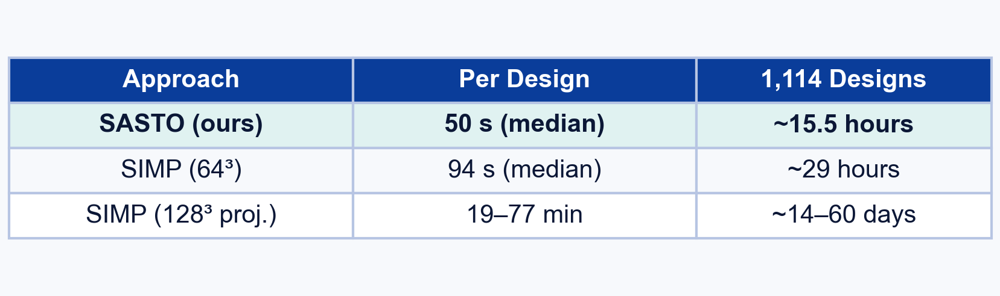 Approach Per Design 1,114 Designs
SASTO (ours) 50 s (median) ~15.5 hours
SIMP (64³) 94 s (median) ~29 hours
SIMP (128³ proj.) 19–77 min ~14–60 days